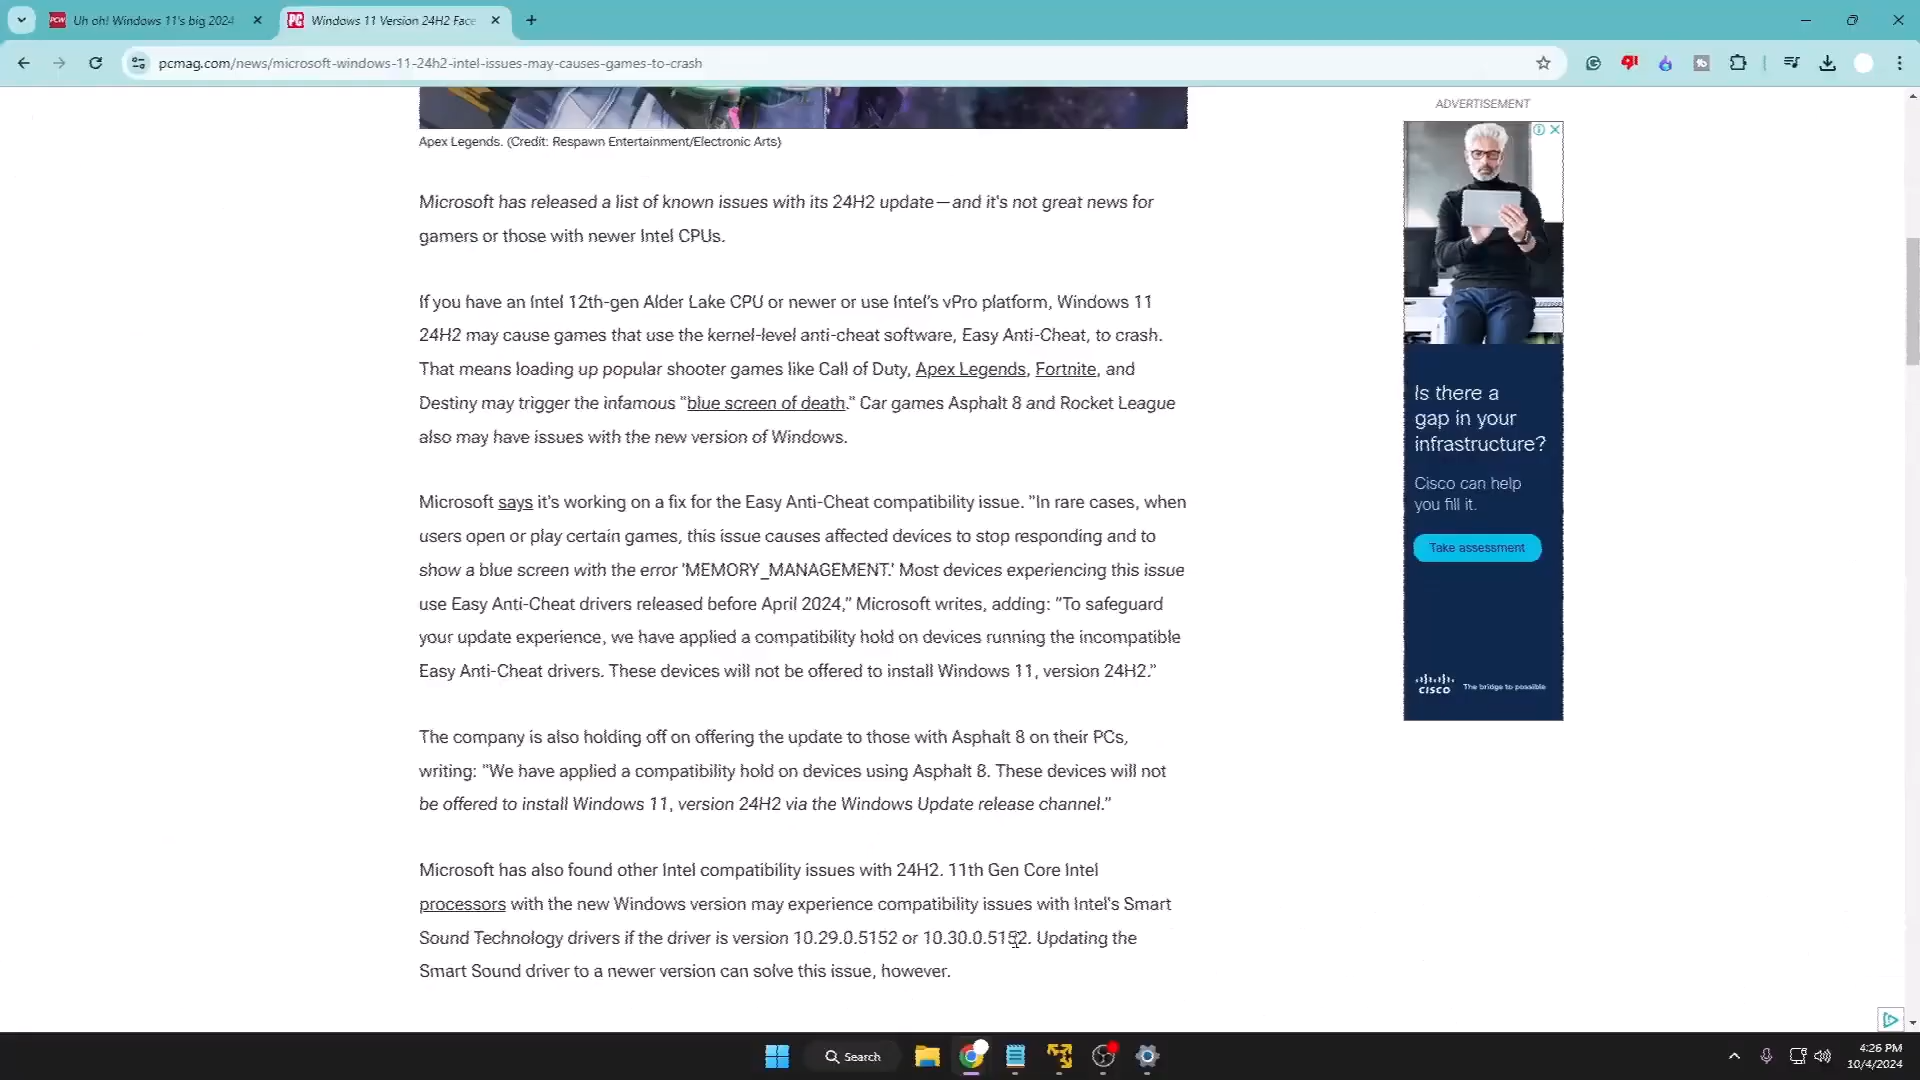 Uh oh! Windows 11's big 2024
Windows 11 Version 24H2 Face
pcmag.com/news/microsoft-windows-11-24h2-intel-issues-may-causes-games-to-crash
ADVERTISEMENT
Apex Legends. (Credit: Respawn Entertainment/Electronic Arts)
Microsoft has released a list of known issues with its 24H2 update—and it's not great news for
gamers or those with newer Intel CPUs.
If you have an Intel 12th-gen Alder Lake CPU or newer or use Intel's vPro platform, Windows 11
24H2 may cause games that use the kernel-level anti-cheat software, Easy Anti-Cheat, to crash.
That means loading up popular shooter games like Call of Duty, Apex Legends, Fortnite, and
Destiny may trigger the infamous "blue screen of death." Car games Asphalt 8 and Rocket League
also may have issues with the new version of Windows.
Microsoft says it's working on a fix for the Easy Anti-Cheat compatibility issue. "In rare cases, when
users open or play certain games, this issue causes affected devices to stop responding and to
show a blue screen with the error 'MEMORY_MANAGEMENT.' Most devices experiencing this issue
use Easy Anti-Cheat drivers released before April 2024," Microsoft writes, adding: "To safeguard
your update experience, we have applied a compatibility hold on devices running the incompatible
Easy Anti-Cheat drivers. These devices will not be offered to install Windows 11, version 24H2."
The company is also holding off on offering the update to those with Asphalt 8 on their PCs,
writing: "We have applied a compatibility hold on devices using Asphalt 8. These devices will not
be offered to install Windows 11, version 24H2 via the Windows Update release channel."
Microsoft has also found other Intel compatibility issues with 24H2. 11th Gen Core Intel
processors with the new Windows version may experience compatibility issues with Intel's Smart
Sound Technology drivers if the driver is version 10.29.0.5152 or 10.30.0.5152. Updating the
Smart Sound driver to a newer version can solve this issue, however.
Is there a
gap in your
infrastructure?
Cisco can help
you fill it.
Take assessment
CISCO
The bridge to possible
Search
4:26 PM
10/4/2024